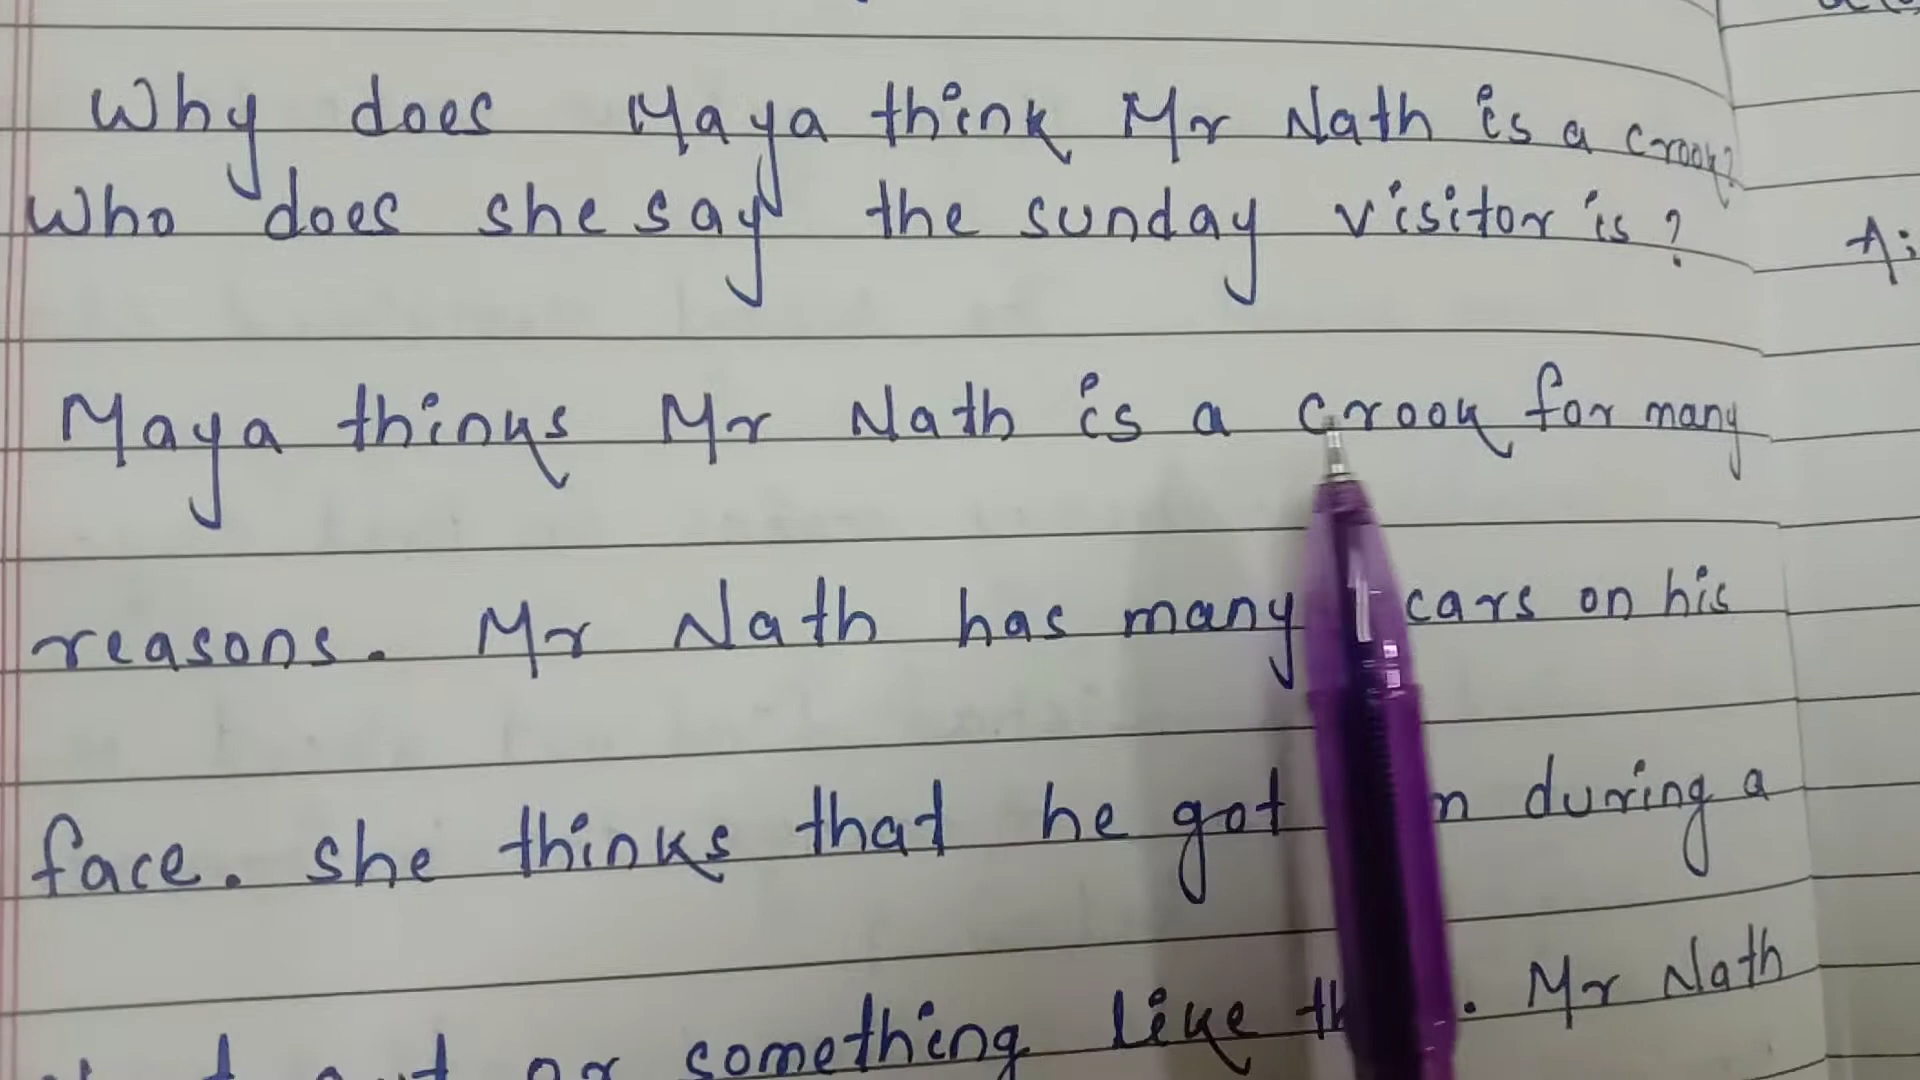 Why does Maya think Mr Nath is a crook?
Who does she say the sunday visitor is?
A:
Maya thinks Mr Nath is a crook for many
reasons. Mr Nath has many cars on his
face. she thinks that he got during a
or something like. Mr Nath